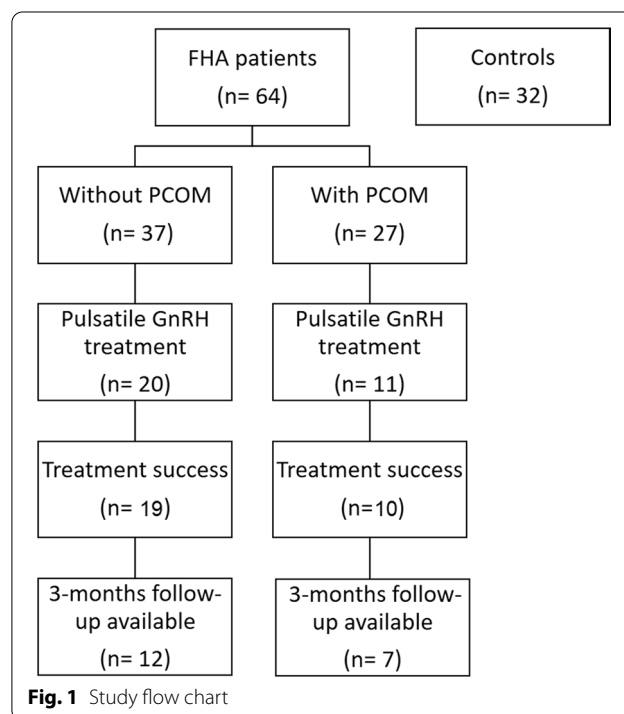 FHA patients
(n= 64)
Controls
(n= 32)
Without PCOM
(n= 37)
With PCOM
(n= 27)
Pulsatile GnRH
treatment
(n= 20)
Pulsatile GnRH
treatment
(n= 11)
Treatment success
(n= 19)
Treatment success
(n=10)
3-months follow-
up available
(n= 12)
3-months follow-
up available
(n= 7)
Fig. 1 Study flow chart